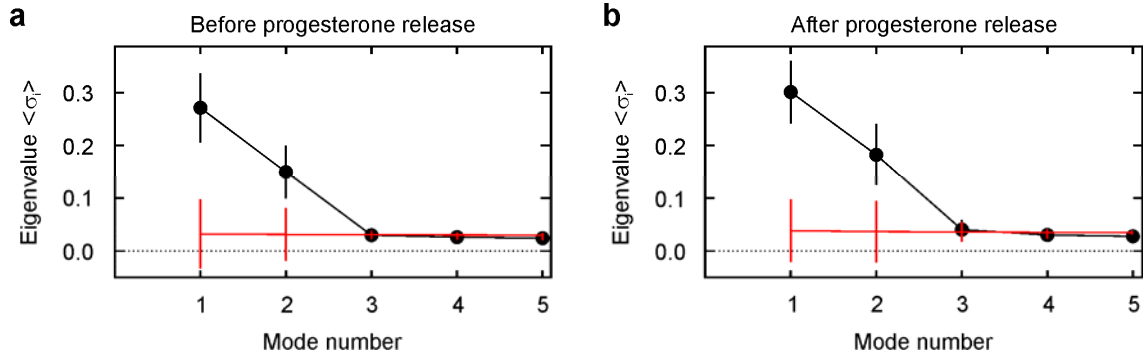 a
Before progesterone release
Eigenvalue <σi>
0.3
0.2
0.1
0.0
1 2 3 4 5
Mode number
b
After progesterone release
Eigenvalue <σi>
0.3
0.2
0.1
0.0
1 2 3 4 5
Mode number